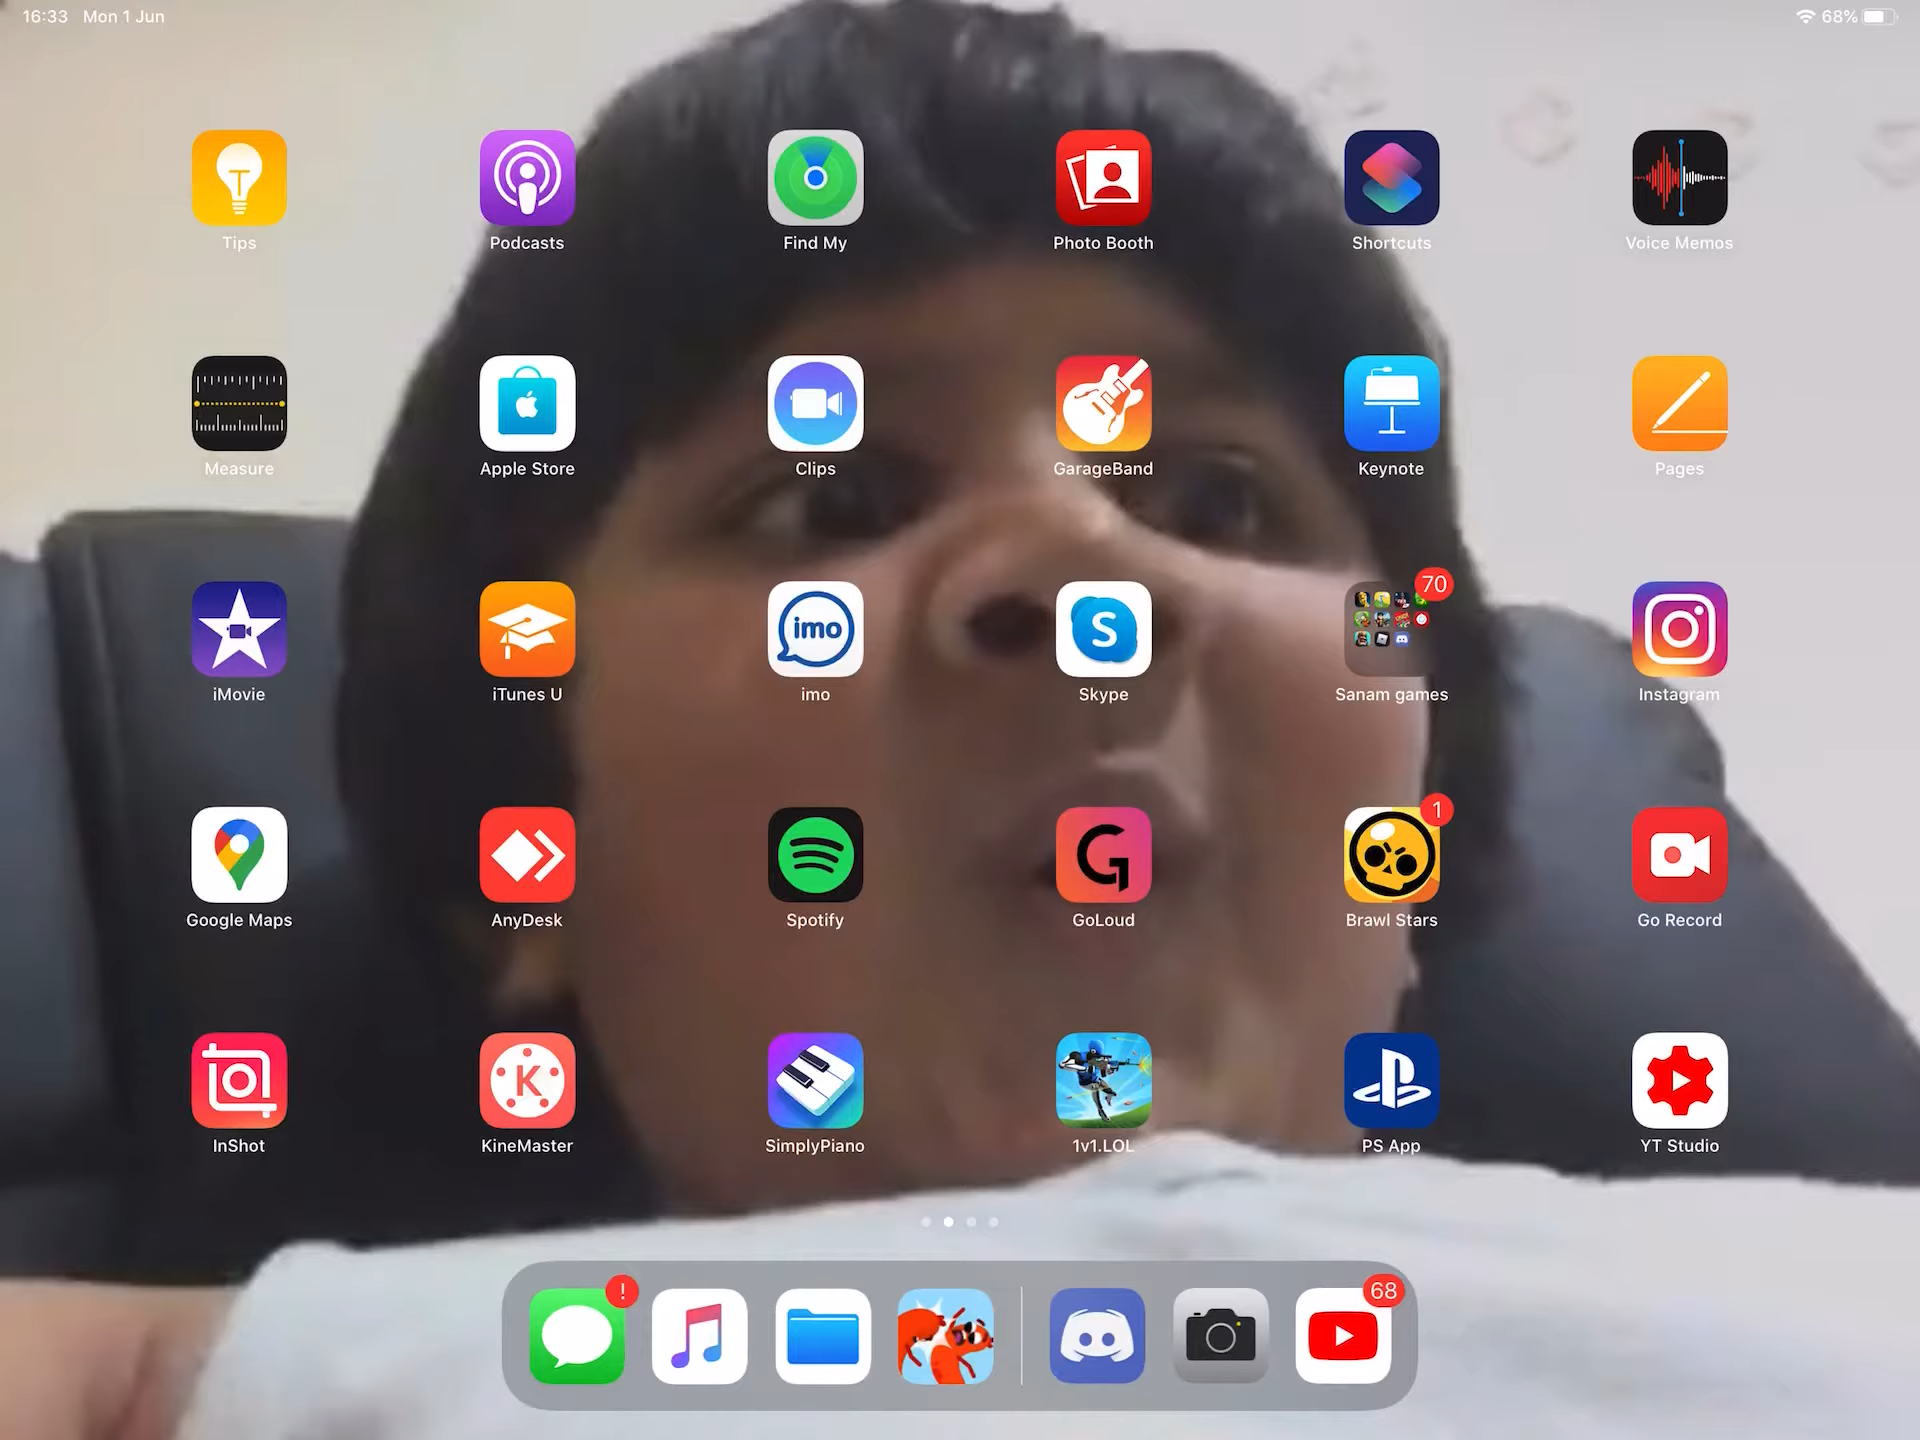 16:33 Mon 1 Jun
68%
Tips
Podcasts
Find My
Photo Booth
Shortcuts
Voice Memos
Measure
Apple Store
Clips
GarageBand
Keynote
Pages
imo
70
iMovie
iTunes U
imo
Skype
Sanam games
Instagram
1
Google Maps
AnyDesk
Spotify
GoLoud
Brawl Stars
Go Record
InShot
KineMaster
SimplyPiano
1v1.LOL
PS App
YT Studio
!
68